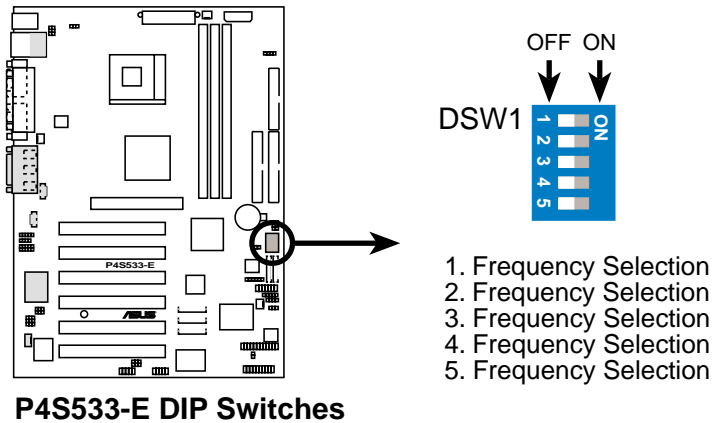 OFF ON
DSW1
ON
1
2
3
4
5
P4S533-E
ASUS
1. Frequency Selection
2. Frequency Selection
3. Frequency Selection
4. Frequency Selection
5. Frequency Selection
P4S533-E DIP Switches